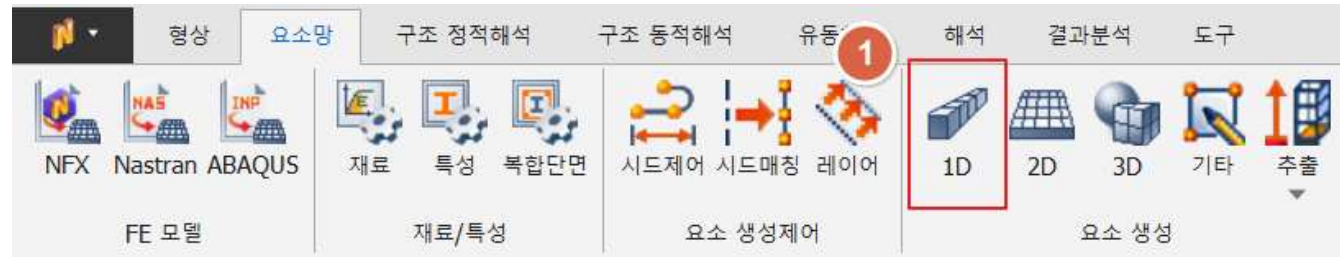 형상 요소망 구조 정적해석 구조 동적해석 유동 해석 결과분석 도구
1
NAS INP
NFX Nastran ABAQUS 재료 특성 복합단면 시드제어 시드매칭 레이어 1D 2D 3D 기타 추출
FE 모델 재료/특성 요소 생성제어 요소 생성